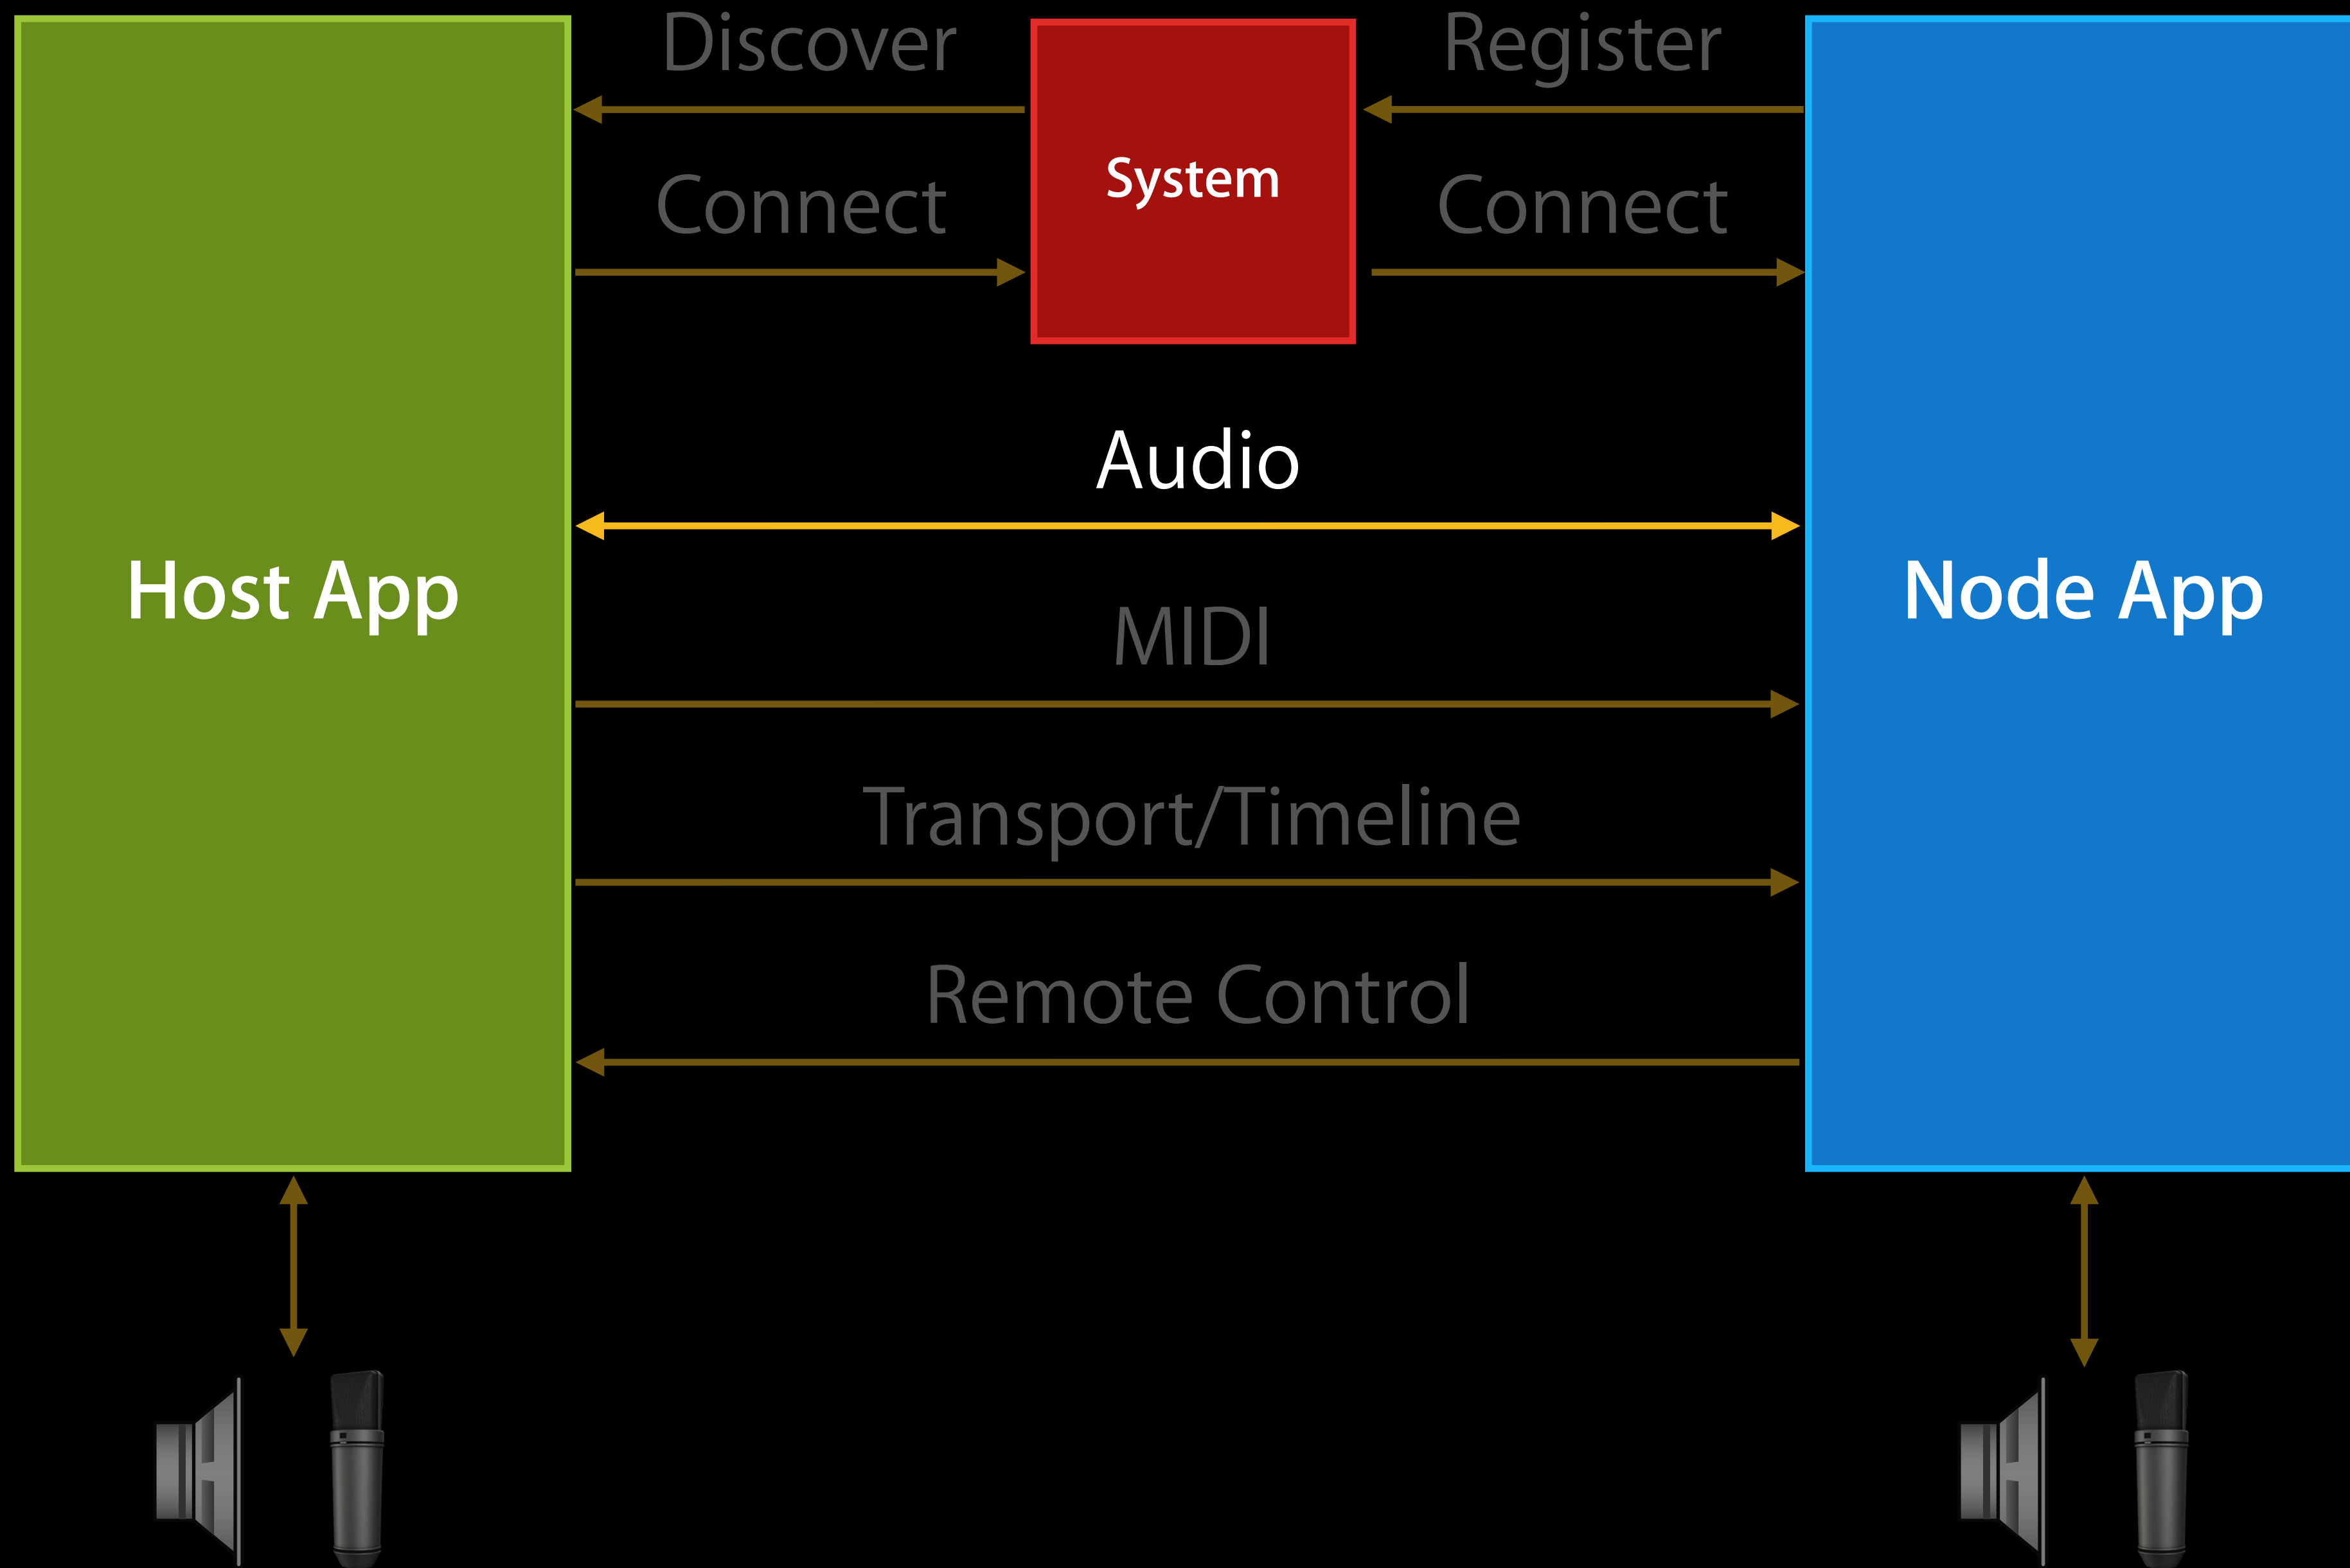 Discover
Register
System
Connect
Connect
Audio
Host App
Node App
MIDI
Transport/Timeline
Remote Control